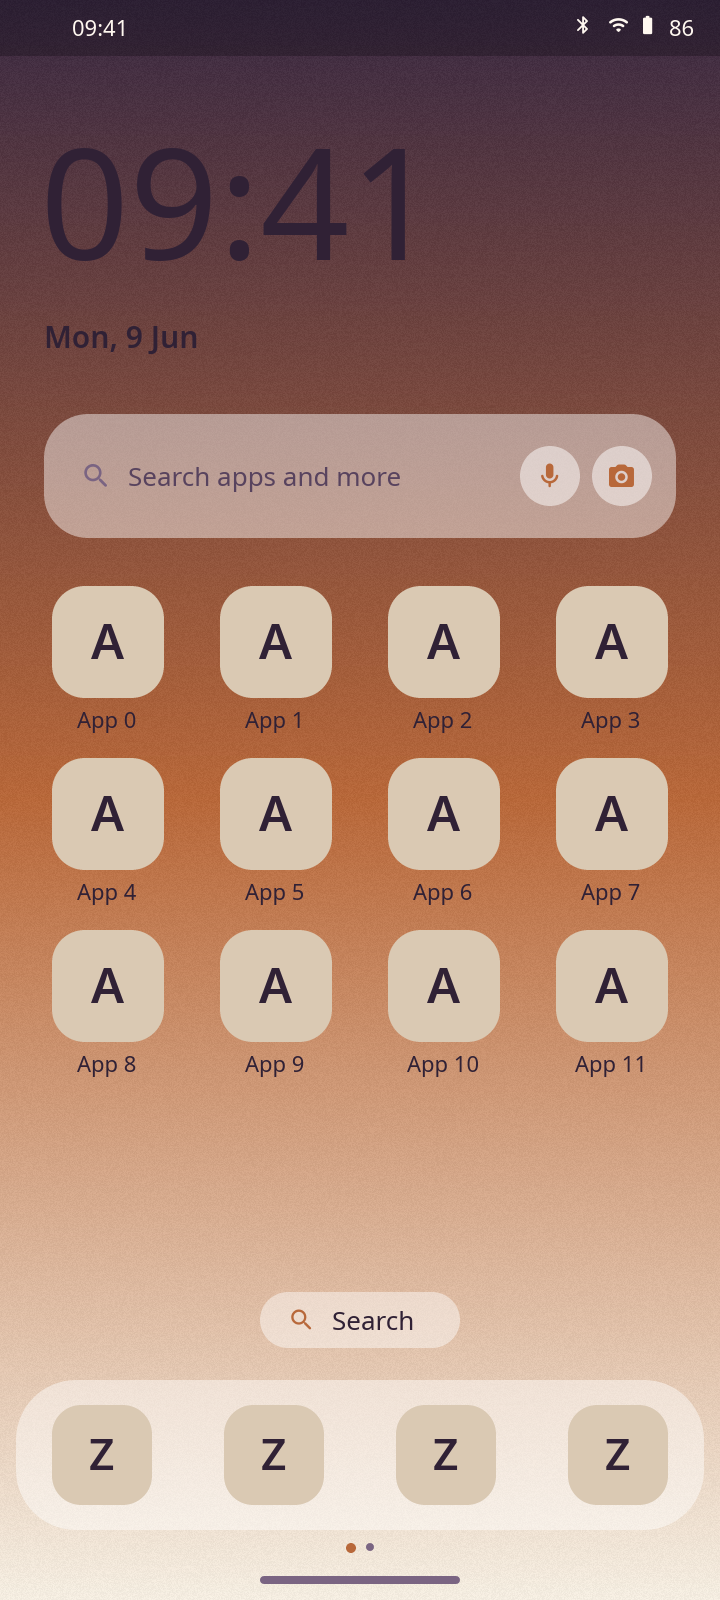 09:41 86
09:41
Mon, 9 Jun
Search apps and more
A A A A
App 0 App 1 App 2 App 3
A A A A
App 4 App 5 App 6 App 7
A A A A
App 8 App 9 App 10 App 11
Search
Z Z Z Z